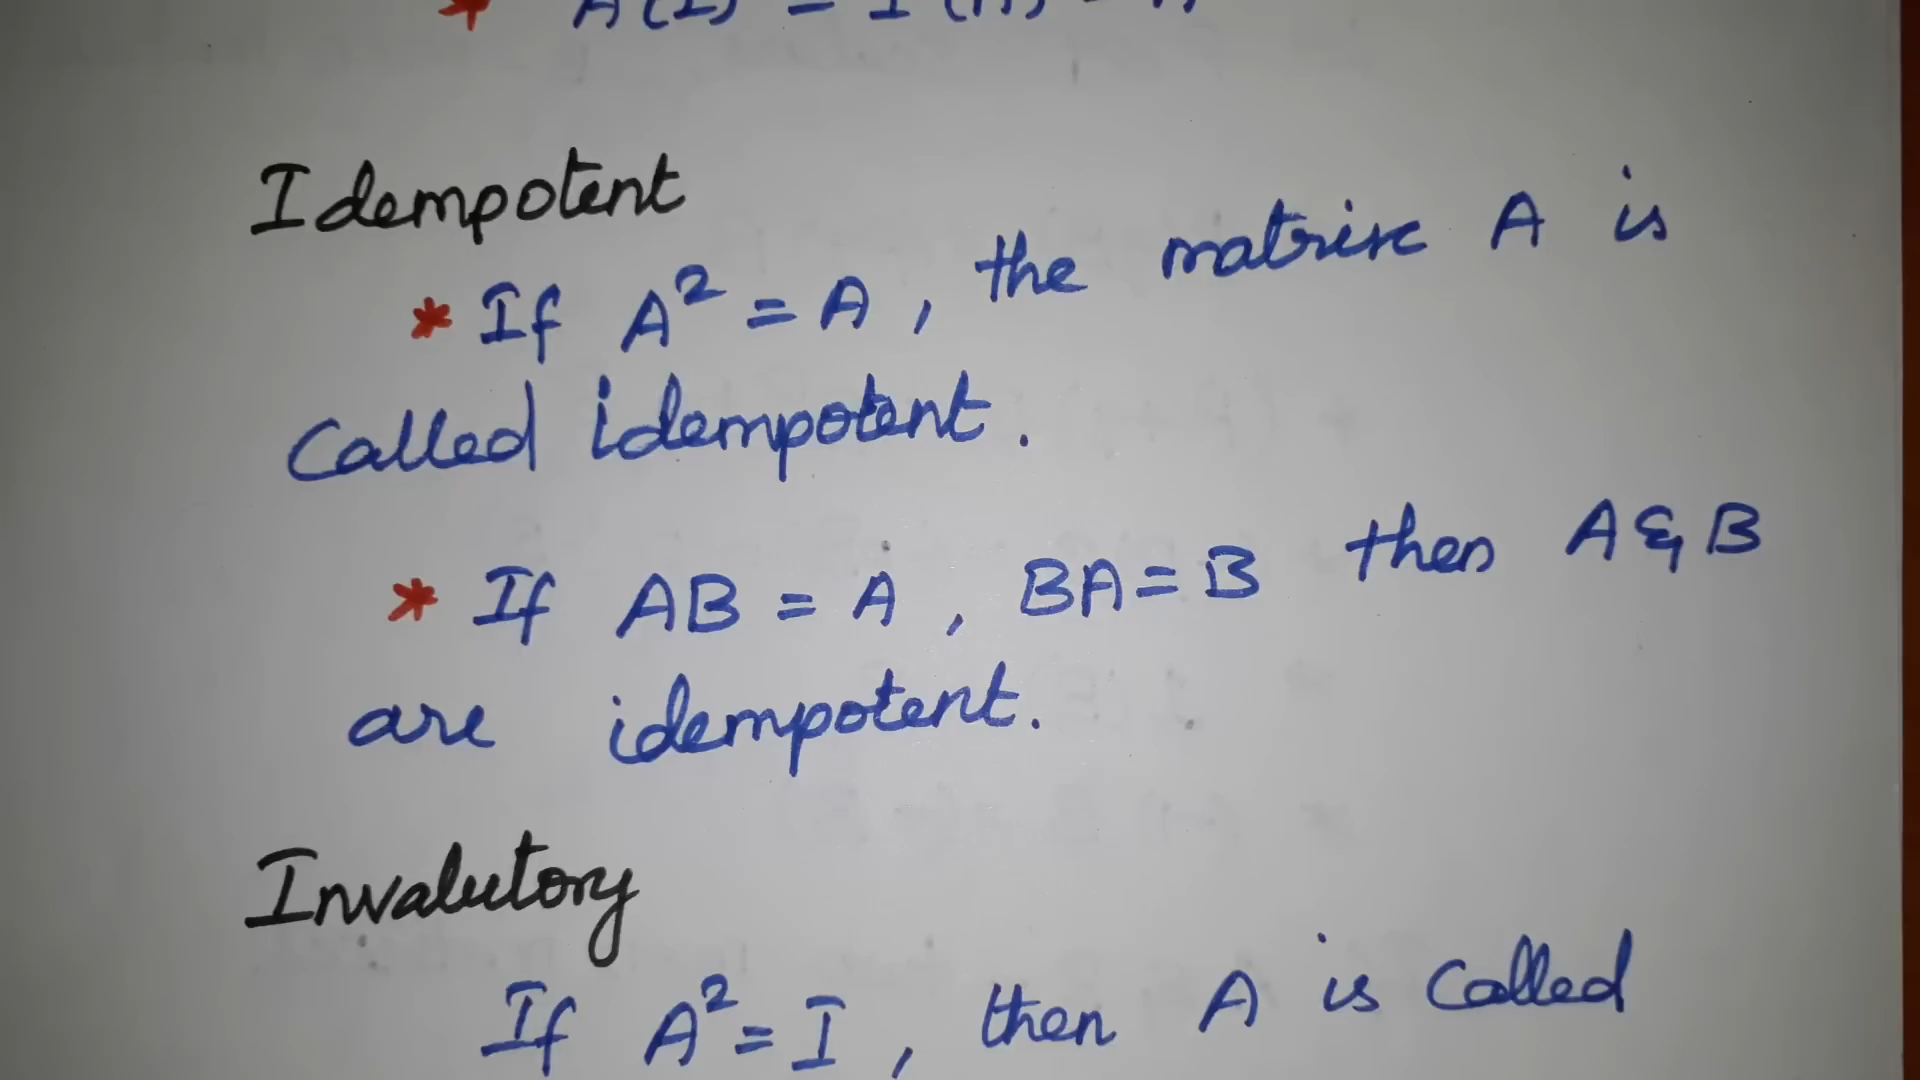 * A(I) = I(A) = A
Idempotent
* If A² = A, the matrix A is
called idempotent.
* If AB = A, BA = B then A & B
are idempotent.
Invalutory
If A² = I, then A is called